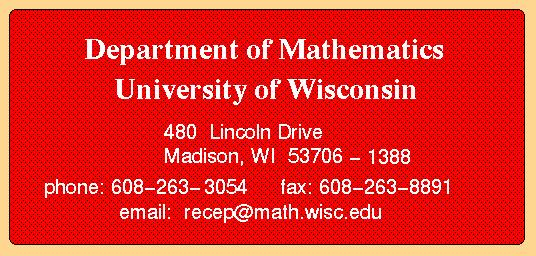 Department of Mathematics
University of Wisconsin
480 Lincoln Drive
Madison, WI 53706 - 1388
phone: 608-263-3054 fax: 608-263-8891
email: recep@math.wisc.edu